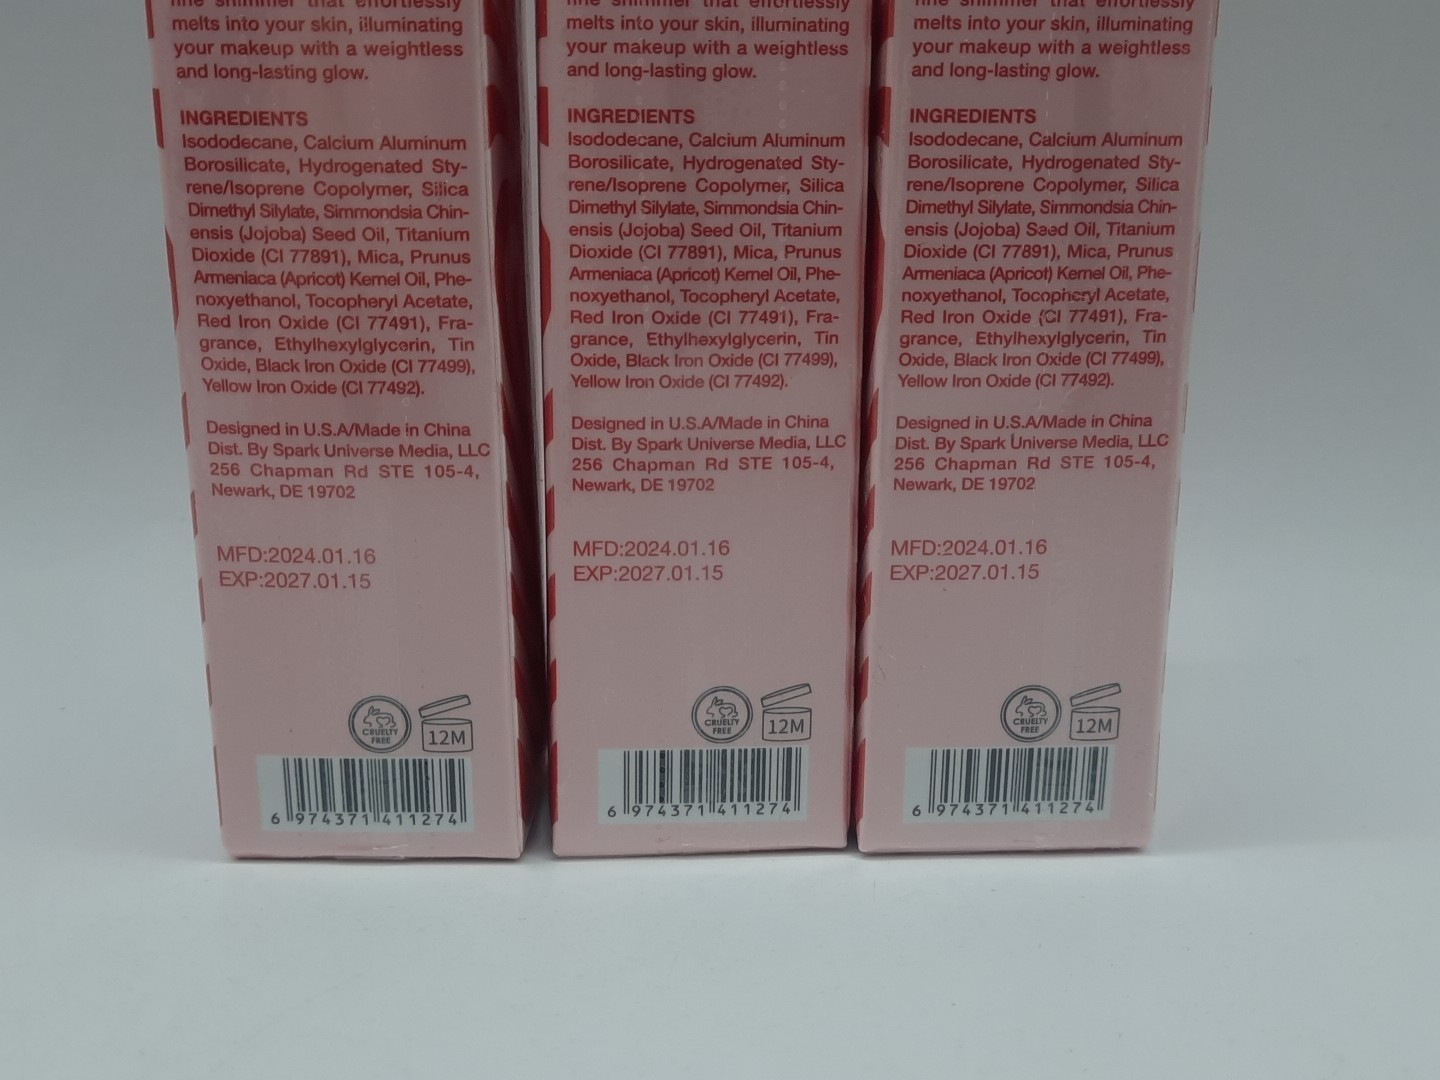 fine shimmer that effortlessly
melts into your skin, illuminating
your makeup with a weightless
and long-lasting glow.
INGREDIENTS
Isododecane, Calcium Aluminum
Borosilicate, Hydrogenated Sty-
rene/Isoprene Copolymer, Silica
Dimethyl Silylate, Simmondsia Chin-
ensis (Jojoba) Seed Oil, Titanium
Dioxide (CI 77891), Mica, Prunus
Armeniaca (Apricot) Kernel Oil, Phe-
noxyethanol, Tocopheryl Acetate,
Red Iron Oxide (CI 77491), Fra-
grance, Ethylhexylglycerin, Tin
Oxide, Black Iron Oxide (CI 77499),
Yellow Iron Oxide (CI 77492).
Designed in U.S.A/Made in China
Dist. By Spark Universe Media, LLC
256 Chapman Rd STE 105-4,
Newark, DE 19702
MFD:2024.01.16
EXP:2027.01.15
CRUELTY
FREE
12M
6 974371 411274
fine shimmer that effortlessly
melts into your skin, illuminating
your makeup with a weightless
and long-lasting glow.
INGREDIENTS
Isododecane, Calcium Aluminum
Borosilicate, Hydrogenated Sty-
rene/Isoprene Copolymer, Silica
Dimethyl Silylate, Simmondsia Chin-
ensis (Jojoba) Seed Oil, Titanium
Dioxide (CI 77891), Mica, Prunus
Armeniaca (Apricot) Kernel Oil, Phe-
noxyethanol, Tocopheryl Acetate,
Red Iron Oxide (CI 77491), Fra-
grance, Ethylhexylglycerin, Tin
Oxide, Black Iron Oxide (CI 77499),
Yellow Iron Oxide (CI 77492).
Designed in U.S.A/Made in China
Dist. By Spark Universe Media, LLC
256 Chapman Rd STE 105-4,
Newark, DE 19702
MFD:2024.01.16
EXP:2027.01.15
CRUELTY
FREE
12M
6 974371 411274
fine shimmer that effortlessly
melts into your skin, illuminating
your makeup with a weightless
and long-lasting glow.
INGREDIENTS
Isododecane, Calcium Aluminum
Borosilicate, Hydrogenated Sty-
rene/Isoprene Copolymer, Silica
Dimethyl Silylate, Simmondsia Chin-
ensis (Jojoba) Seed Oil, Titanium
Dioxide (CI 77891), Mica, Prunus
Armeniaca (Apricot) Kernel Oil, Phe-
noxyethanol, Tocopheryl Acetate,
Red Iron Oxide (CI 77491), Fra-
grance, Ethylhexylglycerin, Tin
Oxide, Black Iron Oxide (CI 77499),
Yellow Iron Oxide (CI 77492).
Designed in U.S.A/Made in China
Dist. By Spark Universe Media, LLC
256 Chapman Rd STE 105-4,
Newark, DE 19702
MFD:2024.01.16
EXP:2027.01.15
CRUELTY
FREE
12M
6 974371 411274